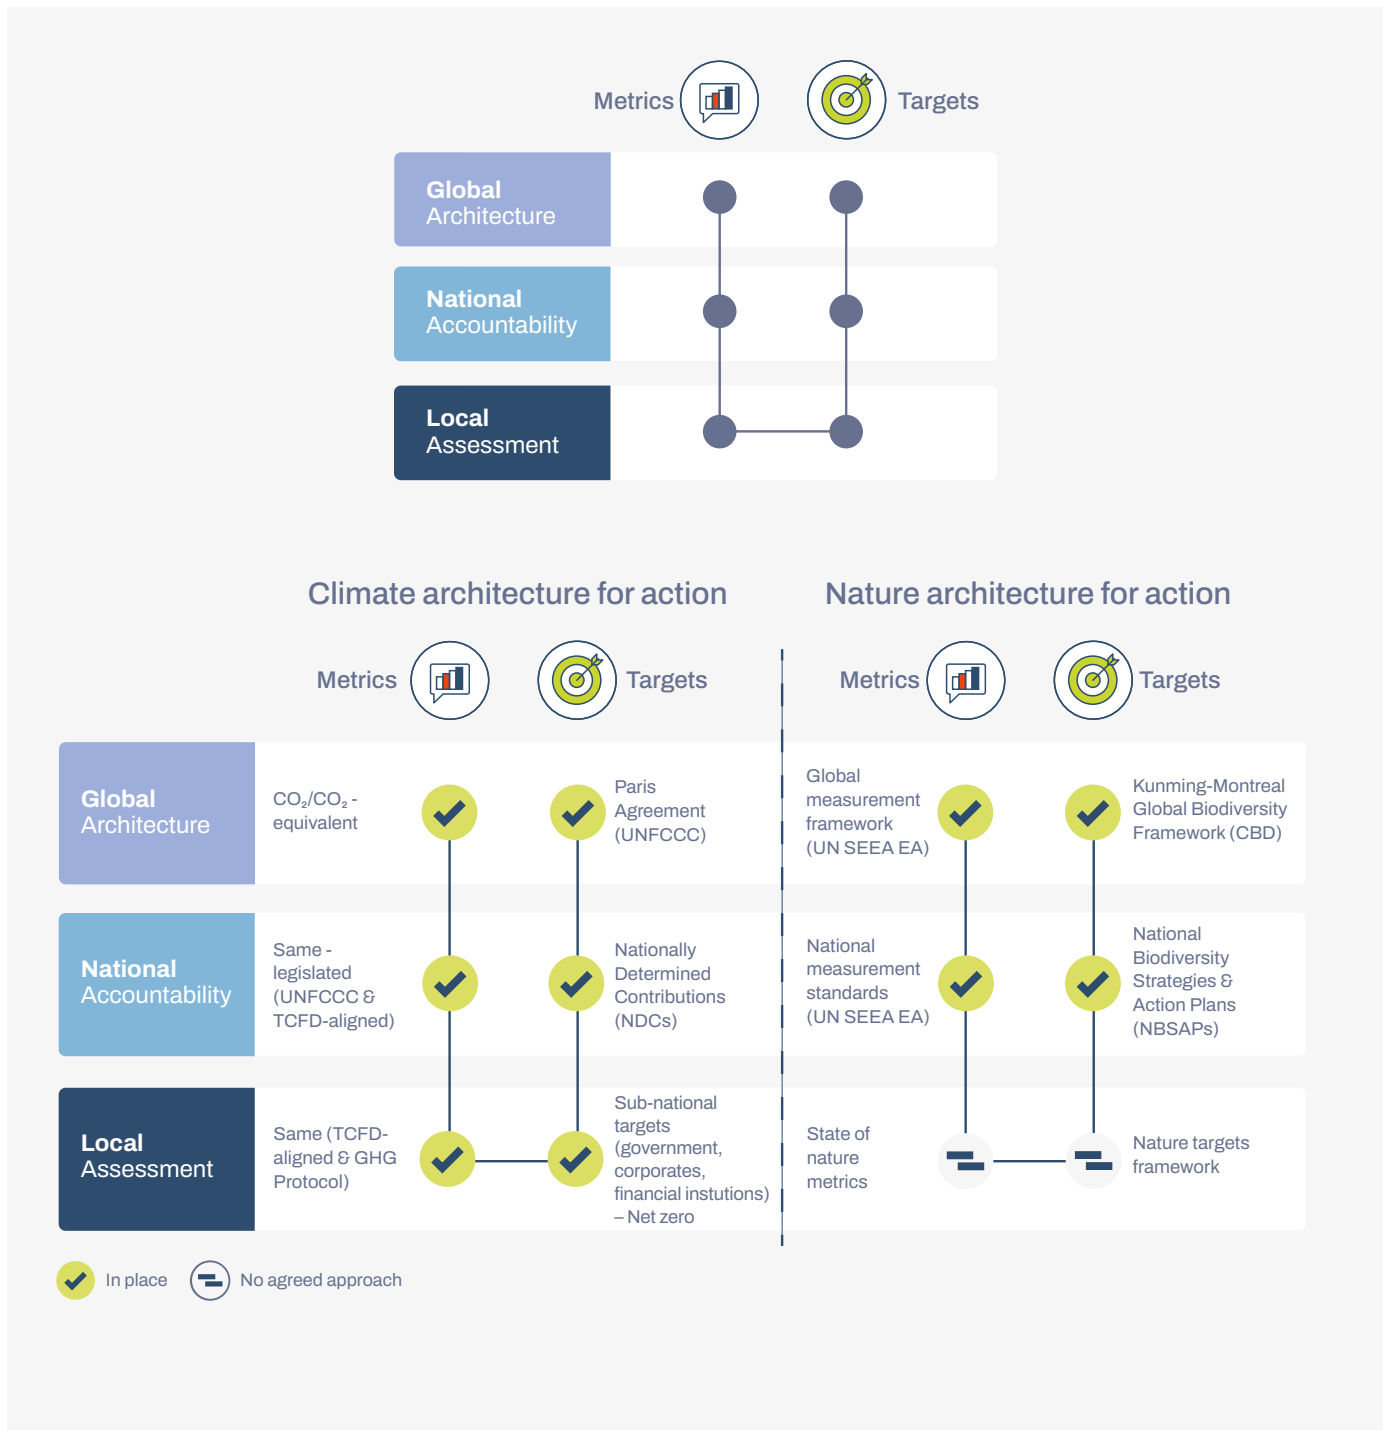 Metrics
Targets
Global
Architecture
National
Accountability
Local
Assessment
Climate architecture for action
Nature architecture for action
Metrics
Targets
Metrics
Targets
Global
Architecture
CO₂/CO₂ -
equivalent
Paris
Agreement
(UNFCCC)
Global
measurement
framework
(UN SEEA EA)
Kunming-Montreal
Global Biodiversity
Framework (CBD)
National
Accountability
Same -
legislated
(UNFCCC &
TCFD-aligned)
Nationally
Determined
Contributions
(NDCs)
National
measurement
standards
(UN SEEA EA)
National
Biodiversity
Strategies &
Action Plans
(NBSAPs)
Local
Assessment
Same (TCFD-
aligned & GHG
Protocol)
Sub-national
targets
(government,
corporates,
financial instutions)
– Net zero
State of
nature
metrics
Nature targets
framework
In place
No agreed approach